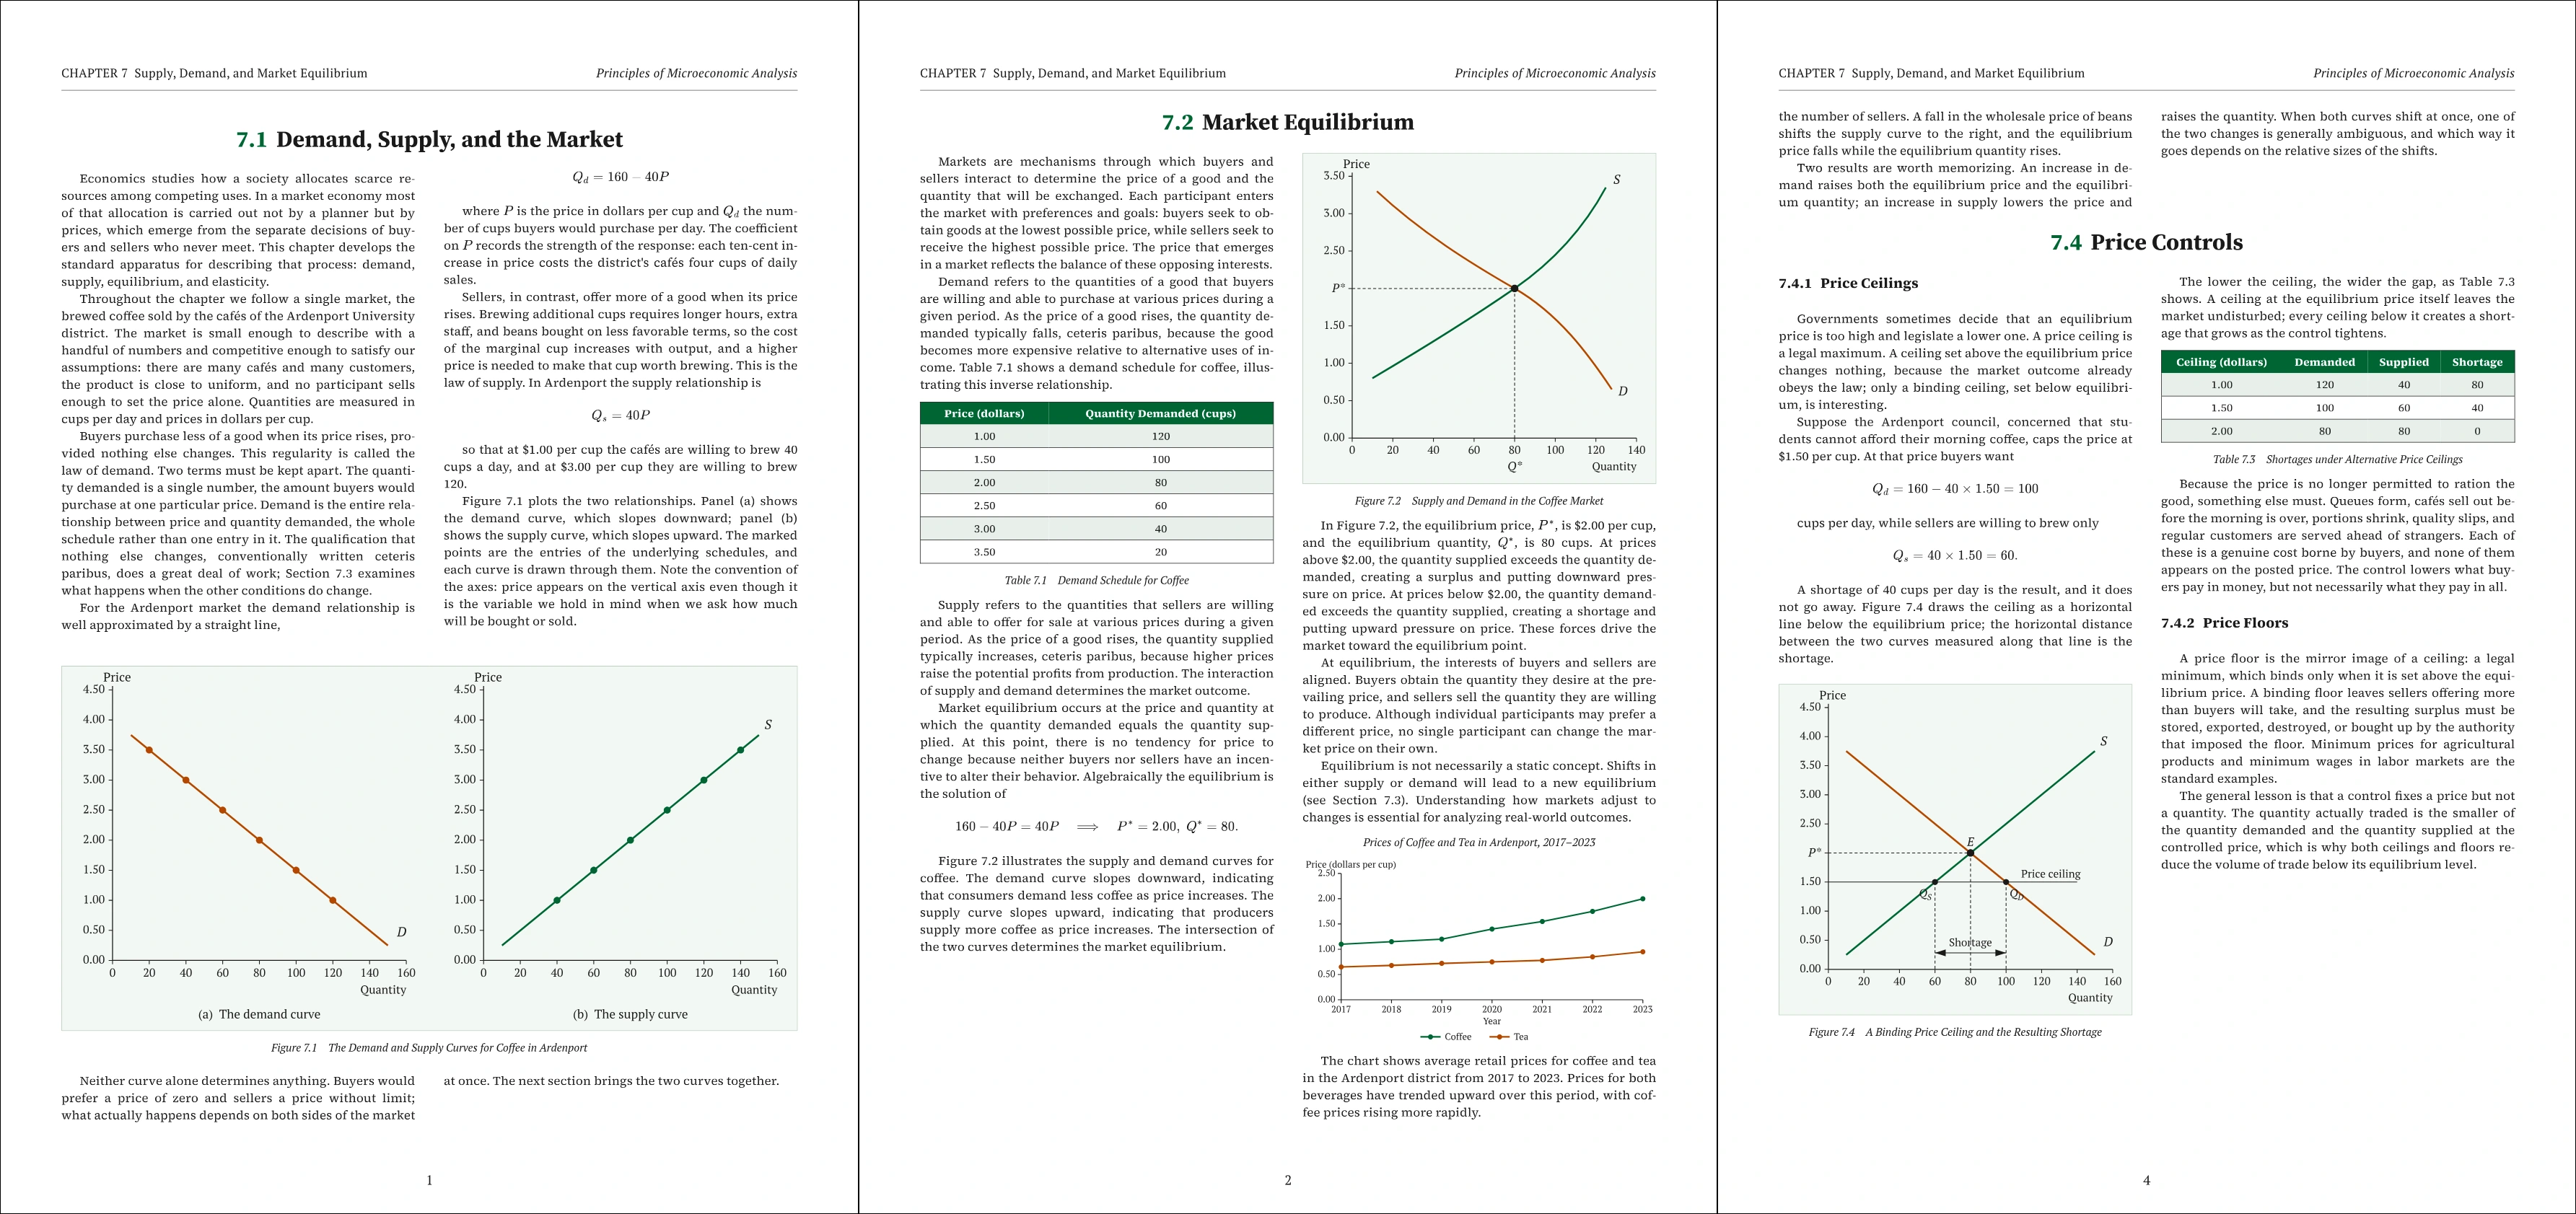 CHAPTER 7 Supply, Demand, and Market Equilibrium
Principles of Microeconomic Analysis
7.1 Demand, Supply, and the Market
Economics studies how a society allocates scarce re-
sources among competing uses. In a market economy most
of that allocation is carried out not by a planner but by
prices, which emerge from the separate decisions of buy-
ers and sellers who never meet. This chapter develops the
standard apparatus for describing that process: demand,
supply, equilibrium, and elasticity.
Throughout the chapter we follow a single market, the
brewed coffee sold by the cafés of the Ardenport University
district. The market is small enough to describe with a
handful of numbers and competitive enough to satisfy our
assumptions: there are many cafés and many customers,
the product is close to uniform, and no participant sells
enough to set the price alone. Quantities are measured in
cups per day and prices in dollars per cup.
Buyers purchase less of a good when its price rises, pro-
vided nothing else changes. This regularity is called the
law of demand. Two terms must be kept apart. The quanti-
ty demanded is a single number, the amount buyers would
purchase at one particular price. Demand is the entire rela-
tionship between price and quantity demanded, the whole
schedule rather than one entry in it. The qualification that
nothing else changes, conventionally written ceteris
paribus, does a great deal of work; Section 7.3 examines
what happens when the other conditions do change.
For the Ardenport market the demand relationship is
well approximated by a straight line,
Qd = 160 − 40P
where P is the price in dollars per cup and Qd the num-
ber of cups buyers would purchase per day. The coefficient
on P records the strength of the response: each ten-cent in-
crease in price costs the district's cafés four cups of daily
sales.
Sellers, in contrast, offer more of a good when its price
rises. Brewing additional cups requires longer hours, extra
staff, and beans bought on less favorable terms, so the cost
of the marginal cup increases with output, and a higher
price is needed to make that cup worth brewing. This is the
law of supply. In Ardenport the supply relationship is
Qs = 40P
so that at $1.00 per cup the cafés are willing to brew 40
cups a day, and at $3.00 per cup they are willing to brew
120.
Figure 7.1 plots the two relationships. Panel (a) shows
the demand curve, which slopes downward; panel (b)
shows the supply curve, which slopes upward. The marked
points are the entries of the underlying schedules, and
each curve is drawn through them. Note the convention of
the axes: price appears on the vertical axis even though it
is the variable we hold in mind when we ask how much
will be bought or sold.
Price
4.50
4.00
3.50
3.00
2.50
2.00
1.50
1.00
0.50
0.00
D
0 20 40 60 80 100 120 140 160
Quantity
(a) The demand curve
Price
4.50
4.00
3.50
3.00
2.50
2.00
1.50
1.00
0.50
0.00
S
0 20 40 60 80 100 120 140 160
Quantity
(b) The supply curve
Figure 7.1 The Demand and Supply Curves for Coffee in Ardenport
Neither curve alone determines anything. Buyers would
prefer a price of zero and sellers a price without limit;
what actually happens depends on both sides of the market
at once. The next section brings the two curves together.
1
CHAPTER 7 Supply, Demand, and Market Equilibrium
Principles of Microeconomic Analysis
7.2 Market Equilibrium
Markets are mechanisms through which buyers and
sellers interact to determine the price of a good and the
quantity that will be exchanged. Each participant enters
the market with preferences and goals: buyers seek to ob-
tain goods at the lowest possible price, while sellers seek to
receive the highest possible price. The price that emerges
in a market reflects the balance of these opposing interests.
Demand refers to the quantities of a good that buyers
are willing and able to purchase at various prices during a
given period. As the price of a good rises, the quantity de-
manded typically falls, ceteris paribus, because the good
becomes more expensive relative to alternative uses of in-
come. Table 7.1 shows a demand schedule for coffee, illus-
trating this inverse relationship.
Price (dollars) Quantity Demanded (cups)
1.00 120
1.50 100
2.00 80
2.50 60
3.00 40
3.50 20
Table 7.1 Demand Schedule for Coffee
Supply refers to the quantities that sellers are willing
and able to offer for sale at various prices during a given
period. As the price of a good rises, the quantity supplied
typically increases, ceteris paribus, because higher prices
raise the potential profits from production. The interaction
of supply and demand determines the market outcome.
Market equilibrium occurs at the price and quantity at
which the quantity demanded equals the quantity sup-
plied. At this point, there is no tendency for price to
change because neither buyers nor sellers have an incen-
tive to alter their behavior. Algebraically the equilibrium is
the solution of
160 − 40P = 40P ⟹ P* = 2.00, Q* = 80.
Figure 7.2 illustrates the supply and demand curves for
coffee. The demand curve slopes downward, indicating
that consumers demand less coffee as price increases. The
supply curve slopes upward, indicating that producers
supply more coffee as price increases. The intersection of
the two curves determines the market equilibrium.
Price
3.50
3.00
2.50
P*
1.50
1.00
0.50
0.00
S
D
0 20 40 60 80 100 120 140
Q* Quantity
Figure 7.2 Supply and Demand in the Coffee Market
In Figure 7.2, the equilibrium price, P*, is $2.00 per cup,
and the equilibrium quantity, Q*, is 80 cups. At prices
above $2.00, the quantity supplied exceeds the quantity de-
manded, creating a surplus and putting downward pres-
sure on price. At prices below $2.00, the quantity demand-
ed exceeds the quantity supplied, creating a shortage and
putting upward pressure on price. These forces drive the
market toward the equilibrium point.
At equilibrium, the interests of buyers and sellers are
aligned. Buyers obtain the quantity they desire at the pre-
vailing price, and sellers sell the quantity they are willing
to produce. Although individual participants may prefer a
different price, no single participant can change the mar-
ket price on their own.
Equilibrium is not necessarily a static concept. Shifts in
either supply or demand will lead to a new equilibrium
(see Section 7.3). Understanding how markets adjust to
changes is essential for analyzing real-world outcomes.
Prices of Coffee and Tea in Ardenport, 2017–2023
Price (dollars per cup)
2.50
2.00
1.50
1.00
0.50
0.00
2017 2018 2019 2020 2021 2022 2023
Year
Coffee Tea
The chart shows average retail prices for coffee and tea
in the Ardenport district from 2017 to 2023. Prices for both
beverages have trended upward over this period, with cof-
fee prices rising more rapidly.
2
CHAPTER 7 Supply, Demand, and Market Equilibrium
Principles of Microeconomic Analysis
the number of sellers. A fall in the wholesale price of beans
shifts the supply curve to the right, and the equilibrium
price falls while the equilibrium quantity rises.
Two results are worth memorizing. An increase in de-
mand raises both the equilibrium price and the equilibri-
um quantity; an increase in supply lowers the price and
raises the quantity. When both curves shift at once, one of
the two changes is generally ambiguous, and which way it
goes depends on the relative sizes of the shifts.
7.4 Price Controls
7.4.1 Price Ceilings
Governments sometimes decide that an equilibrium
price is too high and legislate a lower one. A price ceiling is
a legal maximum. A ceiling set above the equilibrium price
changes nothing, because the market outcome already
obeys the law; only a binding ceiling, set below equilibri-
um, is interesting.
Suppose the Ardenport council, concerned that stu-
dents cannot afford their morning coffee, caps the price at
$1.50 per cup. At that price buyers want
Qd = 160 − 40 × 1.50 = 100
cups per day, while sellers are willing to brew only
Qs = 40 × 1.50 = 60.
A shortage of 40 cups per day is the result, and it does
not go away. Figure 7.4 draws the ceiling as a horizontal
line below the equilibrium price; the horizontal distance
between the two curves measured along that line is the
shortage.
Price
4.50
4.00
3.50
3.00
2.50
P*
1.50
1.00
0.50
0.00
S
E
Price ceiling
QS
QD
Shortage
D
0 20 40 60 80 100 120 140 160
Quantity
Figure 7.4 A Binding Price Ceiling and the Resulting Shortage
The lower the ceiling, the wider the gap, as Table 7.3
shows. A ceiling at the equilibrium price itself leaves the
market undisturbed; every ceiling below it creates a short-
age that grows as the control tightens.
Ceiling (dollars) Demanded Supplied Shortage
1.00 120 40 80
1.50 100 60 40
2.00 80 80 0
Table 7.3 Shortages under Alternative Price Ceilings
Because the price is no longer permitted to ration the
good, something else must. Queues form, cafés sell out be-
fore the morning is over, portions shrink, quality slips, and
regular customers are served ahead of strangers. Each of
these is a genuine cost borne by buyers, and none of them
appears on the posted price. The control lowers what buy-
ers pay in money, but not necessarily what they pay in all.
7.4.2 Price Floors
A price floor is the mirror image of a ceiling: a legal
minimum, which binds only when it is set above the equi-
librium price. A binding floor leaves sellers offering more
than buyers will take, and the resulting surplus must be
stored, exported, destroyed, or bought up by the authority
that imposed the floor. Minimum prices for agricultural
products and minimum wages in labor markets are the
standard examples.
The general lesson is that a control fixes a price but not
a quantity. The quantity actually traded is the smaller of
the quantity demanded and the quantity supplied at the
controlled price, which is why both ceilings and floors re-
duce the volume of trade below its equilibrium level.
4